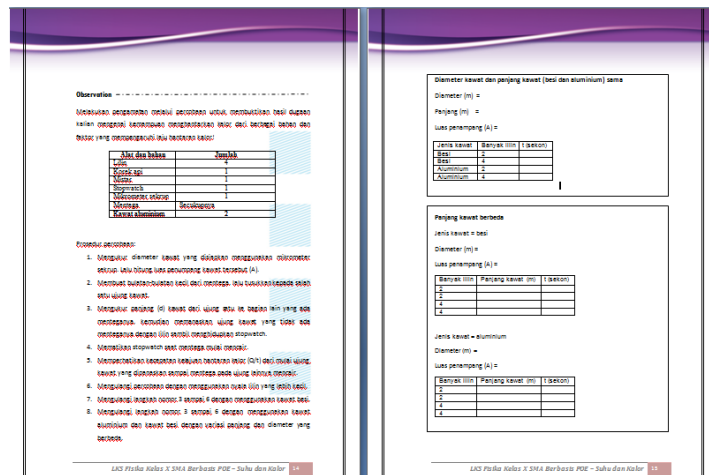 Observation
Melakukan pengamatan melalui percobaan untuk membuktikan hasil dugaan
kalian mengenai kemampuan menghantarkan kalor dari berbagai bahan dan
faktor yang mempengaruhi laju hantaran kalor!
Alat dan bahan Jumlah
Lilin 4
Korek api 1
Mistar 1
Stopwatch 1
Mikrometer sekrup 1
Mentega Secukupnya
Kawat aluminium 2
Prosedur percobaan:
1. Mengukur diameter kawat yang disiapkan menggunakan mikrometer
sekrup. Lalu hitung luas penampang kawat tersebut (A).
2. Membuat bulatan-bulatan kecil dari mentega, lalu tusukkan kepada salah
satu ujung kawat.
3. Mengukur panjang (d) kawat dari ujung satu ke bagian lain yang ada
menteganya, kemudian memanaskan ujung kawat yang tidak ada
menteganya dengan lilin sambil menghidupkan stopwatch.
4. Mematikan stopwatch saat mentega mulai mencair.
5. Memperhatikan kecepatan kelajuan hantaran kalor (Q/t) dari mulai ujung
kawat yang dipanaskan sampai mentega pada ujung lainnya mencair.
6. Mengulangi percobaan dengan menggunakan nyala lilin yang lebih kecil.
7. Mengulangi langkah nomor 3 sampai 6 dengan menggunakan kawat besi.
8. Mengulangi langkah nomor 3 sampai 6 dengan menggunakan kawat
aluminium dan kawat besi dengan variasi panjang dan diameter yang
berbeda.
LKS Fisika Kelas X SMA Berbasis POE – Suhu dan Kalor 14
Diameter kawat dan panjang kawat (besi dan aluminium) sama
Diameter (m) =
Panjang (m) =
Luas penampang (A) =
Jenis kawat Banyak lilin t (sekon)
Besi 2
Besi 4
Aluminium 2
Aluminium 4
Panjang kawat berbeda
Jenis kawat = besi
Diameter (m) =
Luas penampang (A) =
Banyak lilin Panjang kawat (m) t (sekon)
2
2
4
4
Jenis kawat = aluminium
Diameter (m) =
Luas penampang (A) =
Banyak lilin Panjang kawat (m) t (sekon)
2
2
4
4
LKS Fisika Kelas X SMA Berbasis POE – Suhu dan Kalor 15